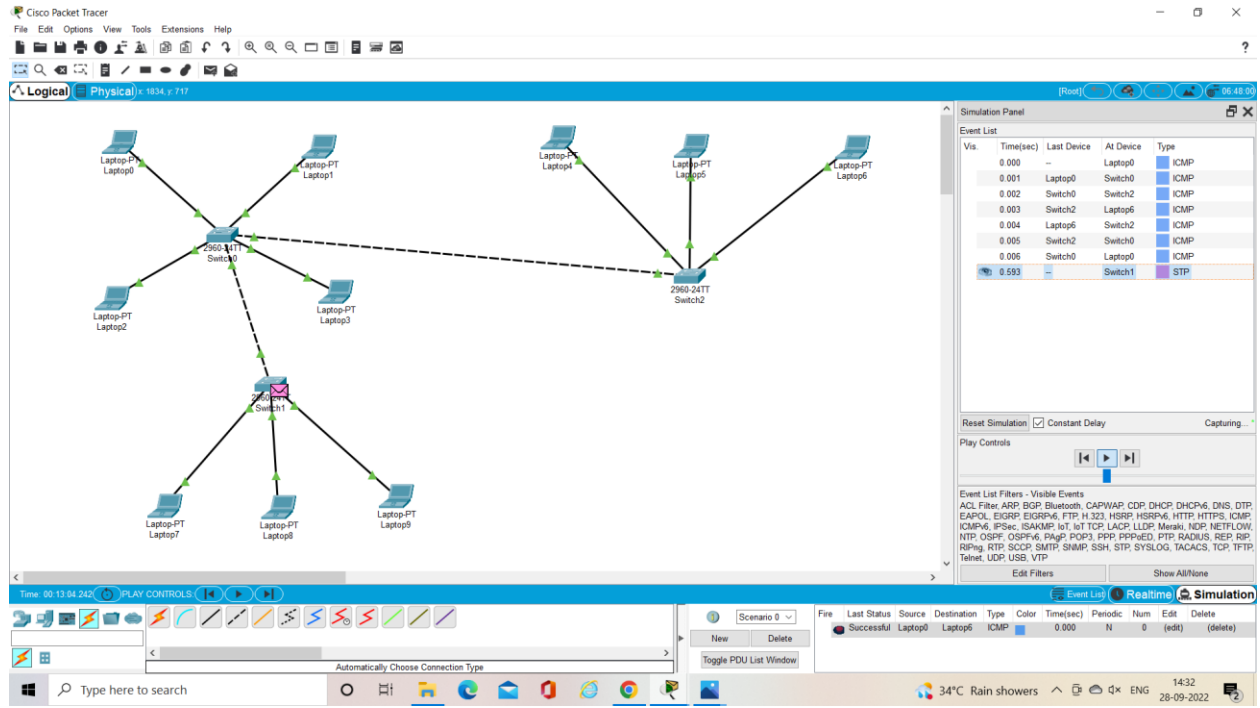 Cisco Packet Tracer
File Edit Options View Tools Extensions Help
?
Logical Physical x: 1834, y: 717 [Root] 06:48:00
Laptop-PT
Laptop0
Laptop-PT
Laptop1
Laptop-PT
Laptop4
Laptop-PT
Laptop5
Laptop-PT
Laptop6
2960-24TT
Switch0
2960-24TT
Switch2
Laptop-PT
Laptop2
Laptop-PT
Laptop3
2960-24TT
Switch1
Laptop-PT
Laptop7
Laptop-PT
Laptop8
Laptop-PT
Laptop9
Simulation Panel
Event List
Vis. Time(sec) Last Device At Device Type
0.000 -- Laptop0 ICMP
0.001 Laptop0 Switch0 ICMP
0.002 Switch0 Switch2 ICMP
0.003 Switch2 Laptop6 ICMP
0.004 Laptop6 Switch2 ICMP
0.005 Switch2 Switch0 ICMP
0.006 Switch0 Laptop0 ICMP
0.593 -- Switch1 STP
Reset Simulation Constant Delay Capturing...
Play Controls
Event List Filters - Visible Events
ACL Filter, ARP, BGP, Bluetooth, CAPWAP, CDP, DHCP, DHCPv6, DNS, DTP,
EAPOL, EIGRP, EIGRPv6, FTP, H.323, HSRP, HSRPv6, HTTP, HTTPS, ICMP,
ICMPv6, IPSec, ISAKMP, IoT, IoT TCP, LACP, LLDP, Meraki, NDP, NETFLOW,
NTP, OSPF, OSPFv6, PAgP, POP3, PPP, PPPoED, PTP, RADIUS, REP, RIP,
RIPng, RTP, SCCP, SMTP, SNMP, SSH, STP, SYSLOG, TACACS, TCP, TFTP,
Telnet, UDP, USB, VTP
Edit Filters Show All/None
Time: 00:13:04.242 PLAY CONTROLS: Event List Realtime Simulation
Automatically Choose Connection Type
Scenario 0
New Delete
Toggle PDU List Window
Fire Last Status Source Destination Type Color Time(sec) Periodic Num Edit Delete
Successful Laptop0 Laptop6 ICMP 0.000 N 0 (edit) (delete)
Type here to search
34°C Rain showers ENG
14:32
28-09-2022
2